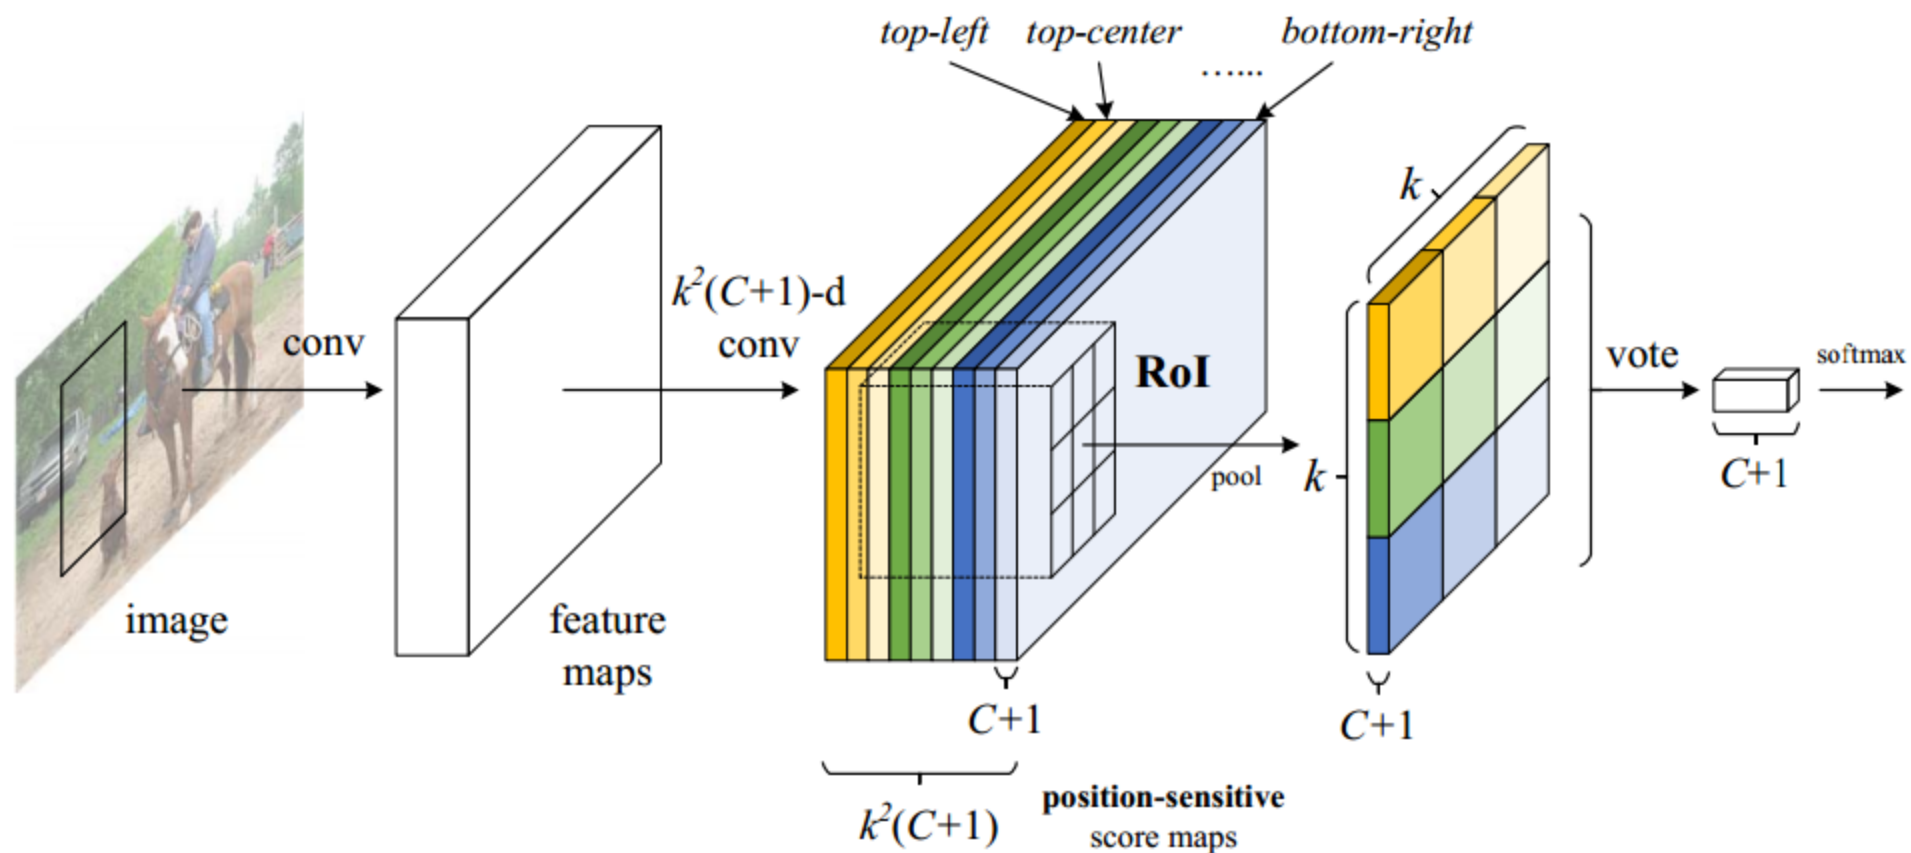 top-left top-center ...... bottom-right
k
conv
k²(C+1)-d
conv
RoI
pool
k
vote
softmax
C+1
image
feature
maps
C+1
C+1
k²(C+1)
position-sensitive
score maps